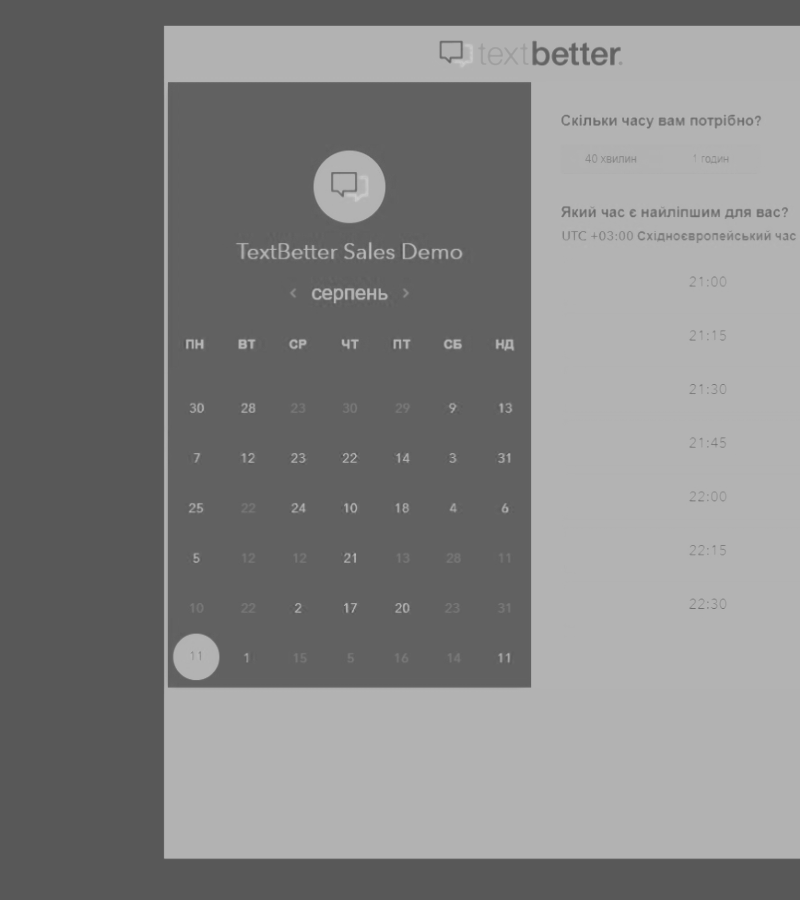 textbetter.
TextBetter Sales Demo
серпень
ПН ВТ СР ЧТ ПТ СБ НД
30 28 23 30 29 9 13
7 12 23 22 14 3 31
25 22 24 10 18 4 6
5 12 12 21 13 28 11
10 22 2 17 20 23 31
11 1 15 5 16 14 11
Скільки часу вам потрібно?
40 хвилин 1 годин
Який час є найліпшим для вас?
UTC +03:00 Східноєвропейський час
21:00
21:15
21:30
21:45
22:00
22:15
22:30